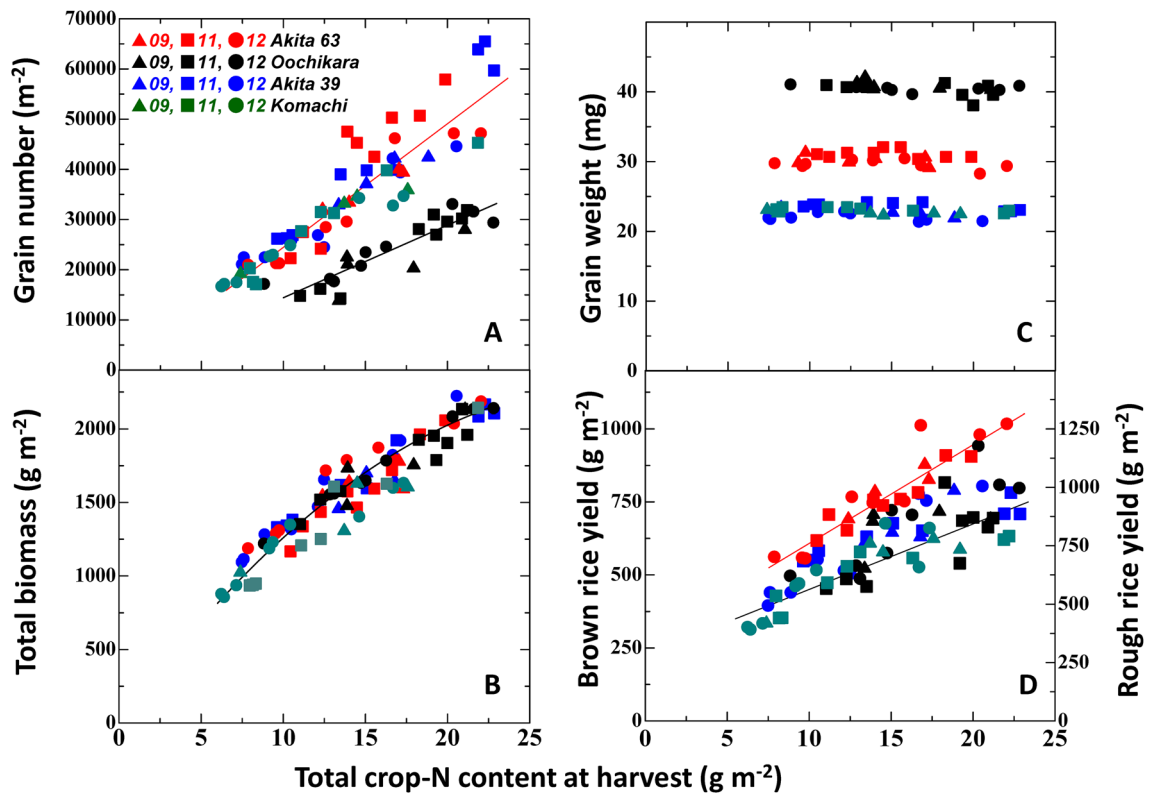 Grain number (m-2)
70000
60000
50000
40000
30000
20000
10000
0
09, 11, 12 Akita 63
09, 11, 12 Oochikara
09, 11, 12 Akita 39
09, 11, 12 Komachi
A
Grain weight (mg)
40
30
20
10
0
C
Total biomass (g m-2)
2000
1500
1000
500
0
B
0 5 10 15 20 25
Brown rice yield (g m-2)
1000
750
500
250
0
D
0 5 10 15 20 25
1250
1000
750
500
250
0
Rough rice yield (g m-2)
Total crop-N content at harvest (g m-2)